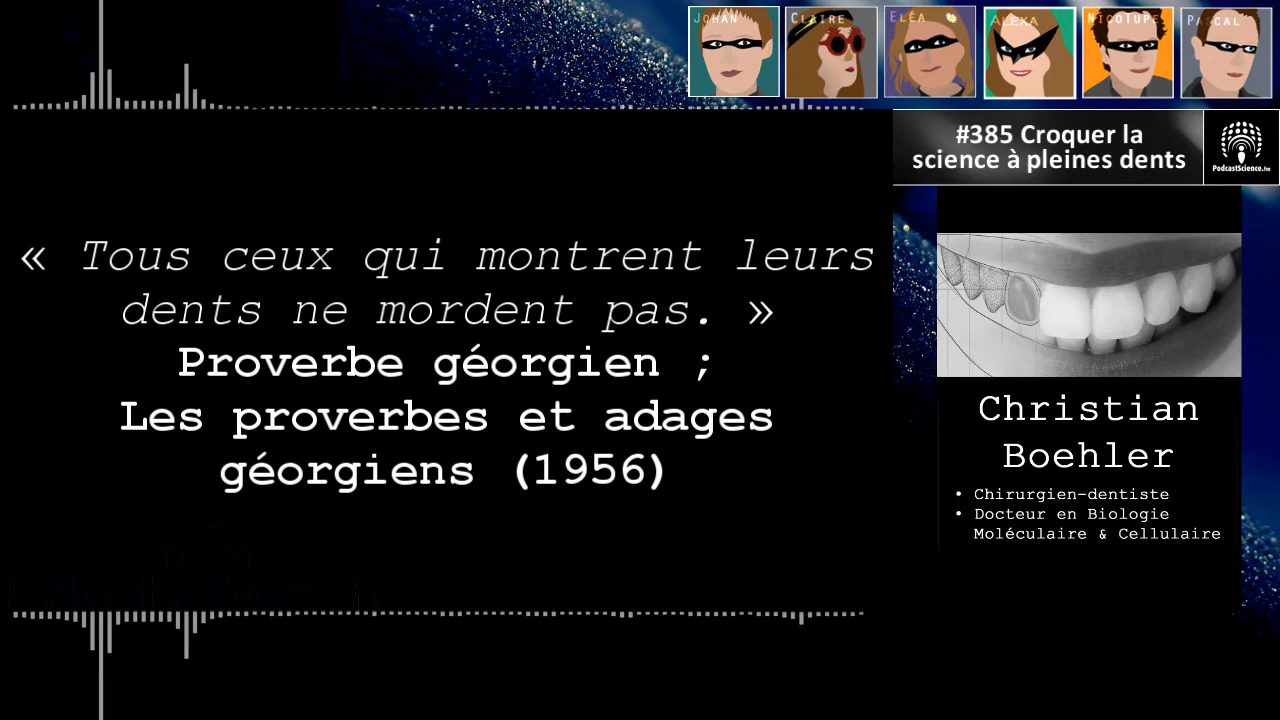 JOHAN
CLAIRE
ELÉA
ALEXA
NICOTUPE
PASCAL
#385 Croquer la
science à pleines dents
PodcastScience.fm
« Tous ceux qui montrent leurs
dents ne mordent pas. »
Proverbe géorgien ;
Les proverbes et adages
géorgiens (1956)
Christian
Boehler
• Chirurgien-dentiste
• Docteur en Biologie
Moléculaire & Cellulaire